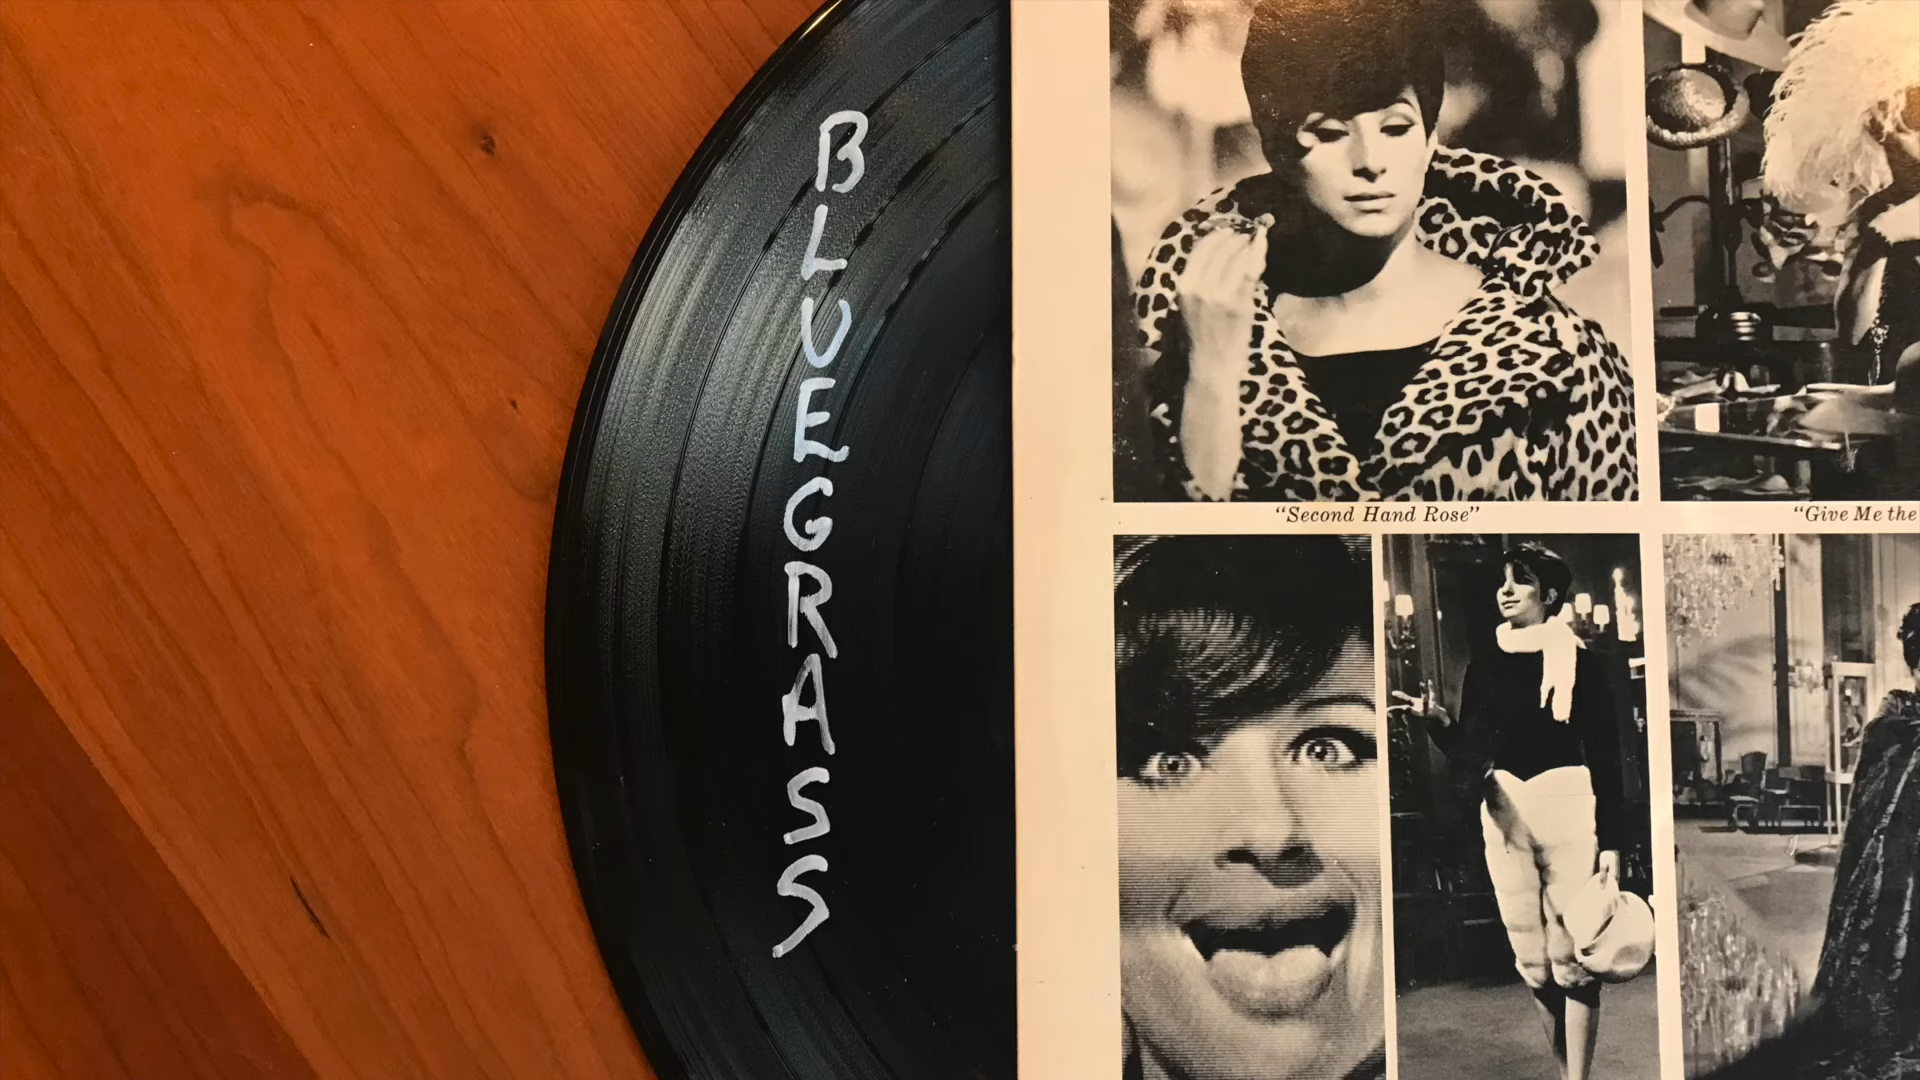 BLUEGRASS
“Second Hand Rose”
“Give Me the